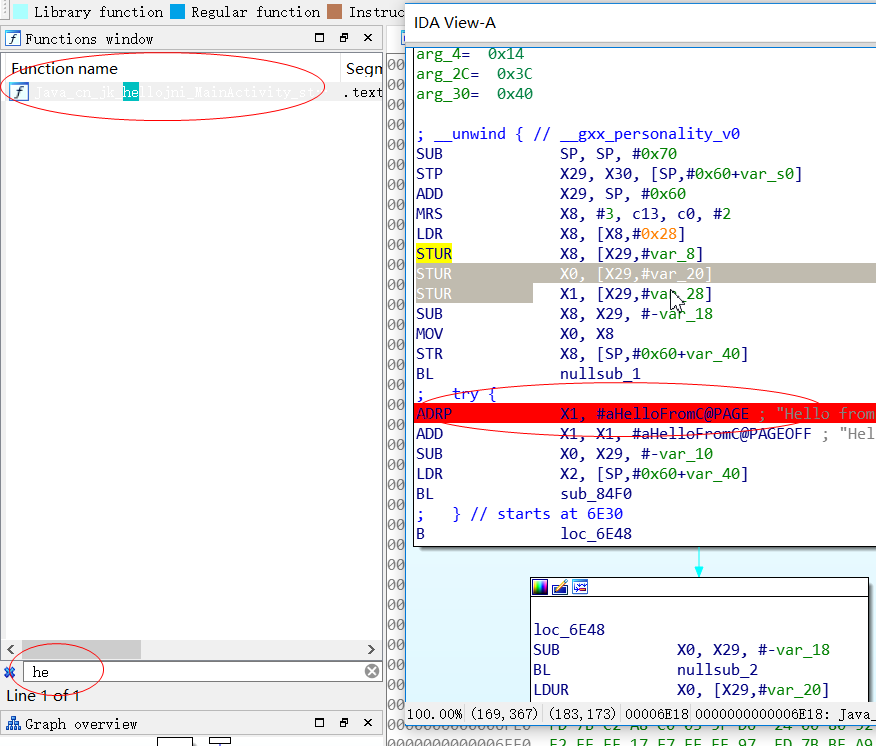 Library function Regular function Instruc
Functions window
Function name Segn
Java_cn_jk_hellojni_MainActivity_st .text
he
Line 1 of 1
Graph overview
IDA View-A
arg_4= 0x14
arg_2C= 0x3C
arg_30= 0x40
; __unwind { // __gxx_personality_v0
SUB SP, SP, #0x70
STP X29, X30, [SP,#0x60+var_s0]
ADD X29, SP, #0x60
MRS X8, #3, c13, c0, #2
LDR X8, [X8,#0x28]
STUR X8, [X29,#var_8]
STUR X0, [X29,#var_20]
STUR X1, [X29,#var_28]
SUB X8, X29, #-var_18
MOV X0, X8
STR X8, [SP,#0x60+var_40]
BL nullsub_1
; try {
ADRP X1, #aHelloFromC@PAGE ; "Hello from
ADD X1, X1, #aHelloFromC@PAGEOFF ; "Hel
SUB X0, X29, #-var_10
LDR X2, [SP,#0x60+var_40]
BL sub_84F0
; } // starts at 6E30
B loc_6E48
loc_6E48
SUB X0, X29, #-var_18
BL nullsub_2
LDUR X0, [X29,#var_20]
100.00% (169,367) (183,173) 00006E18 0000000000006E18: Java_